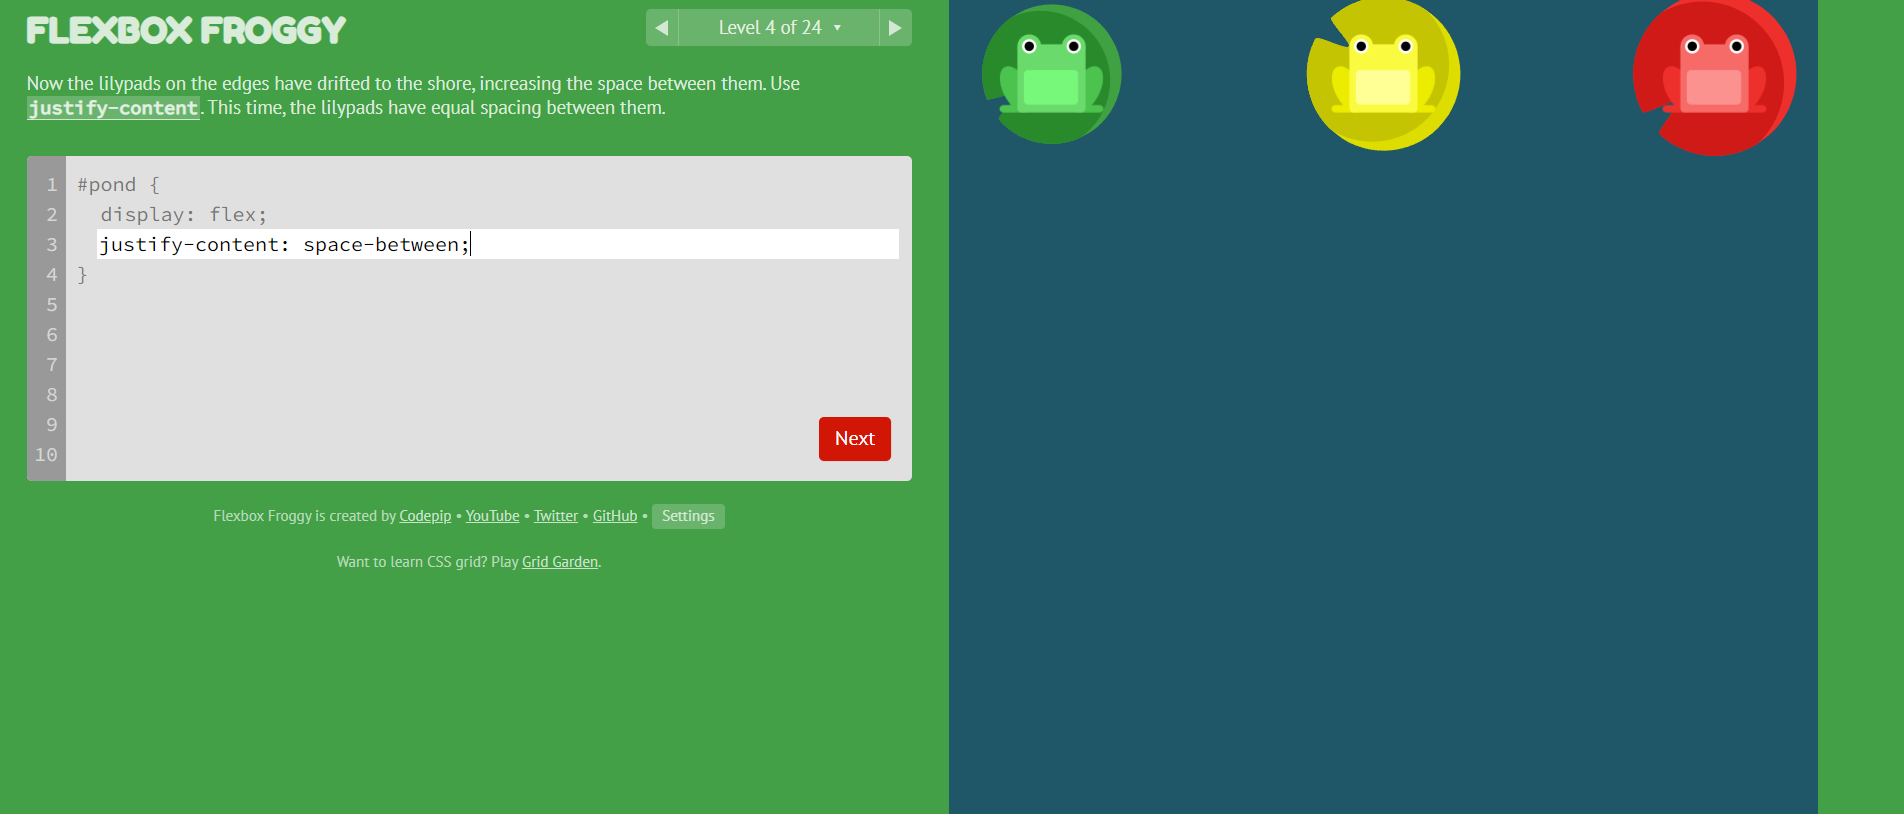 FLEXBOX FROGGY
Level 4 of 24
Now the lilypads on the edges have drifted to the shore, increasing the space between them. Use
justify-content. This time, the lilypads have equal spacing between them.
1 #pond {
2 display: flex;
3 justify-content: space-between;
4 }
5
6
7
8
9
10
Next
Flexbox Froggy is created by Codepip • YouTube • Twitter • GitHub • Settings
Want to learn CSS grid? Play Grid Garden.